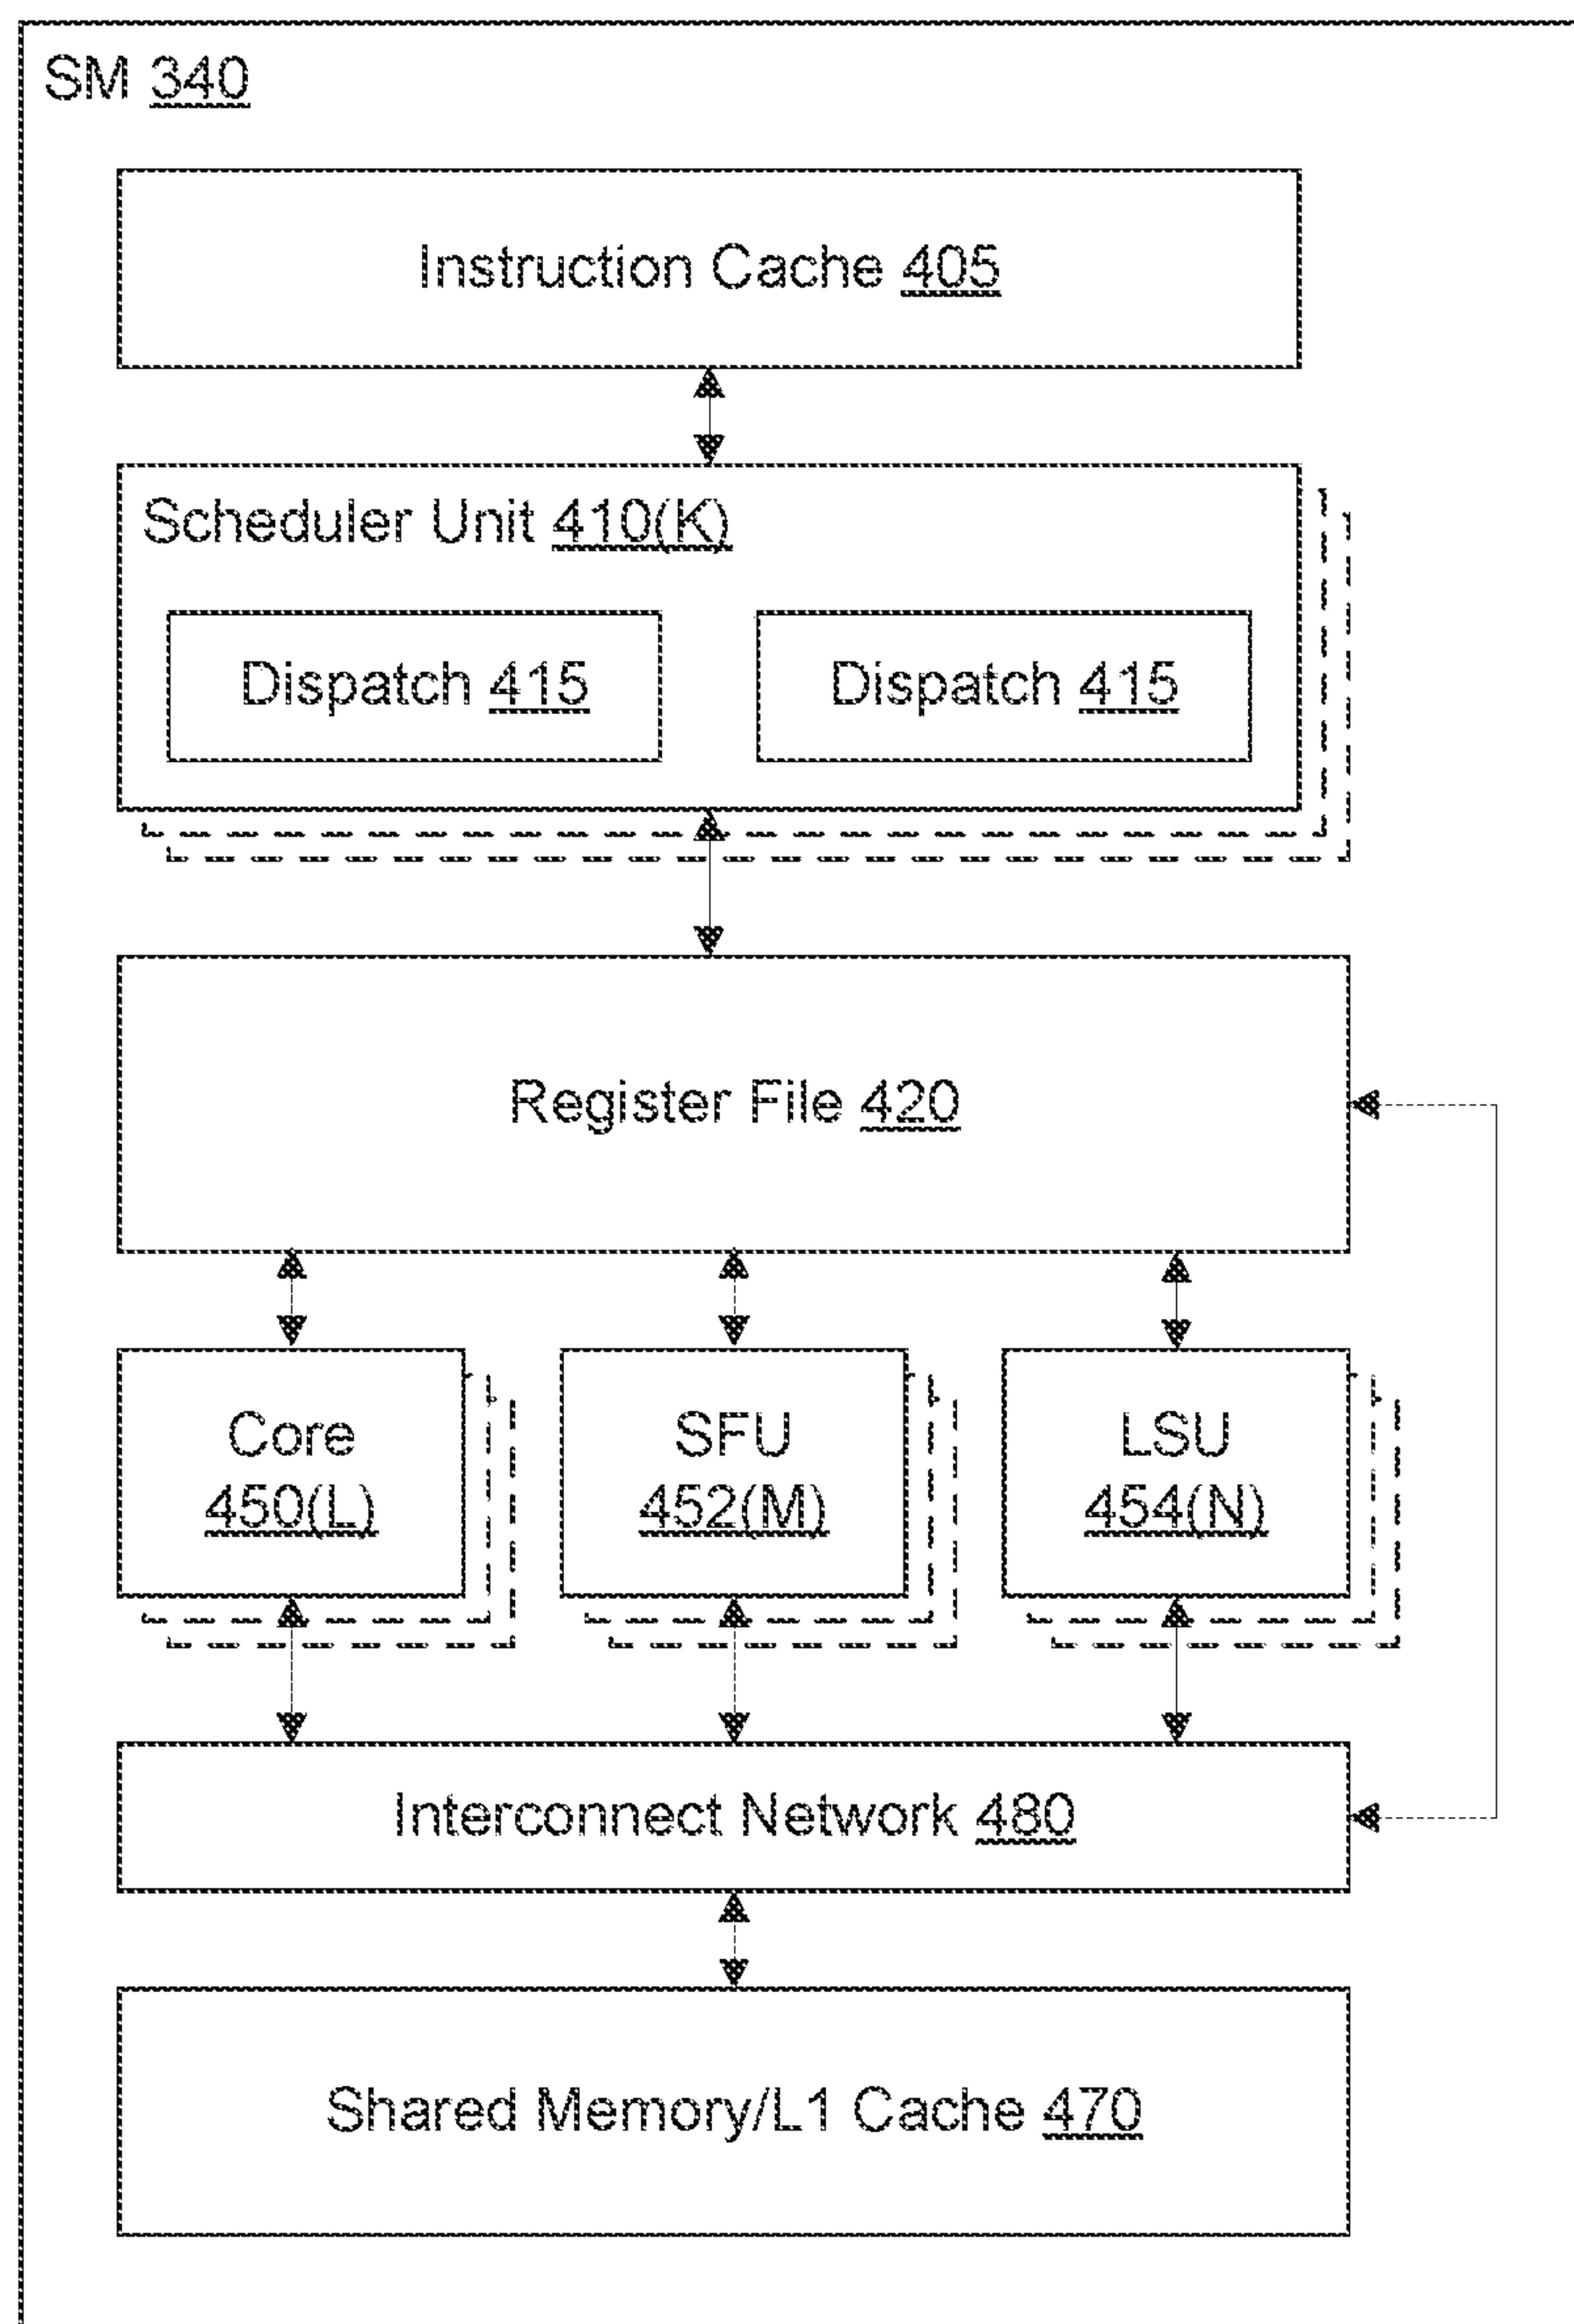 SM 340
Instruction Cache 405
Scheduler Unit 410(K)
Dispatch 415
Dispatch 415
Register File 420
Core
450(L)
SFU
452(M)
LSU
454(N)
Interconnect Network 480
Shared Memory/L1 Cache 470